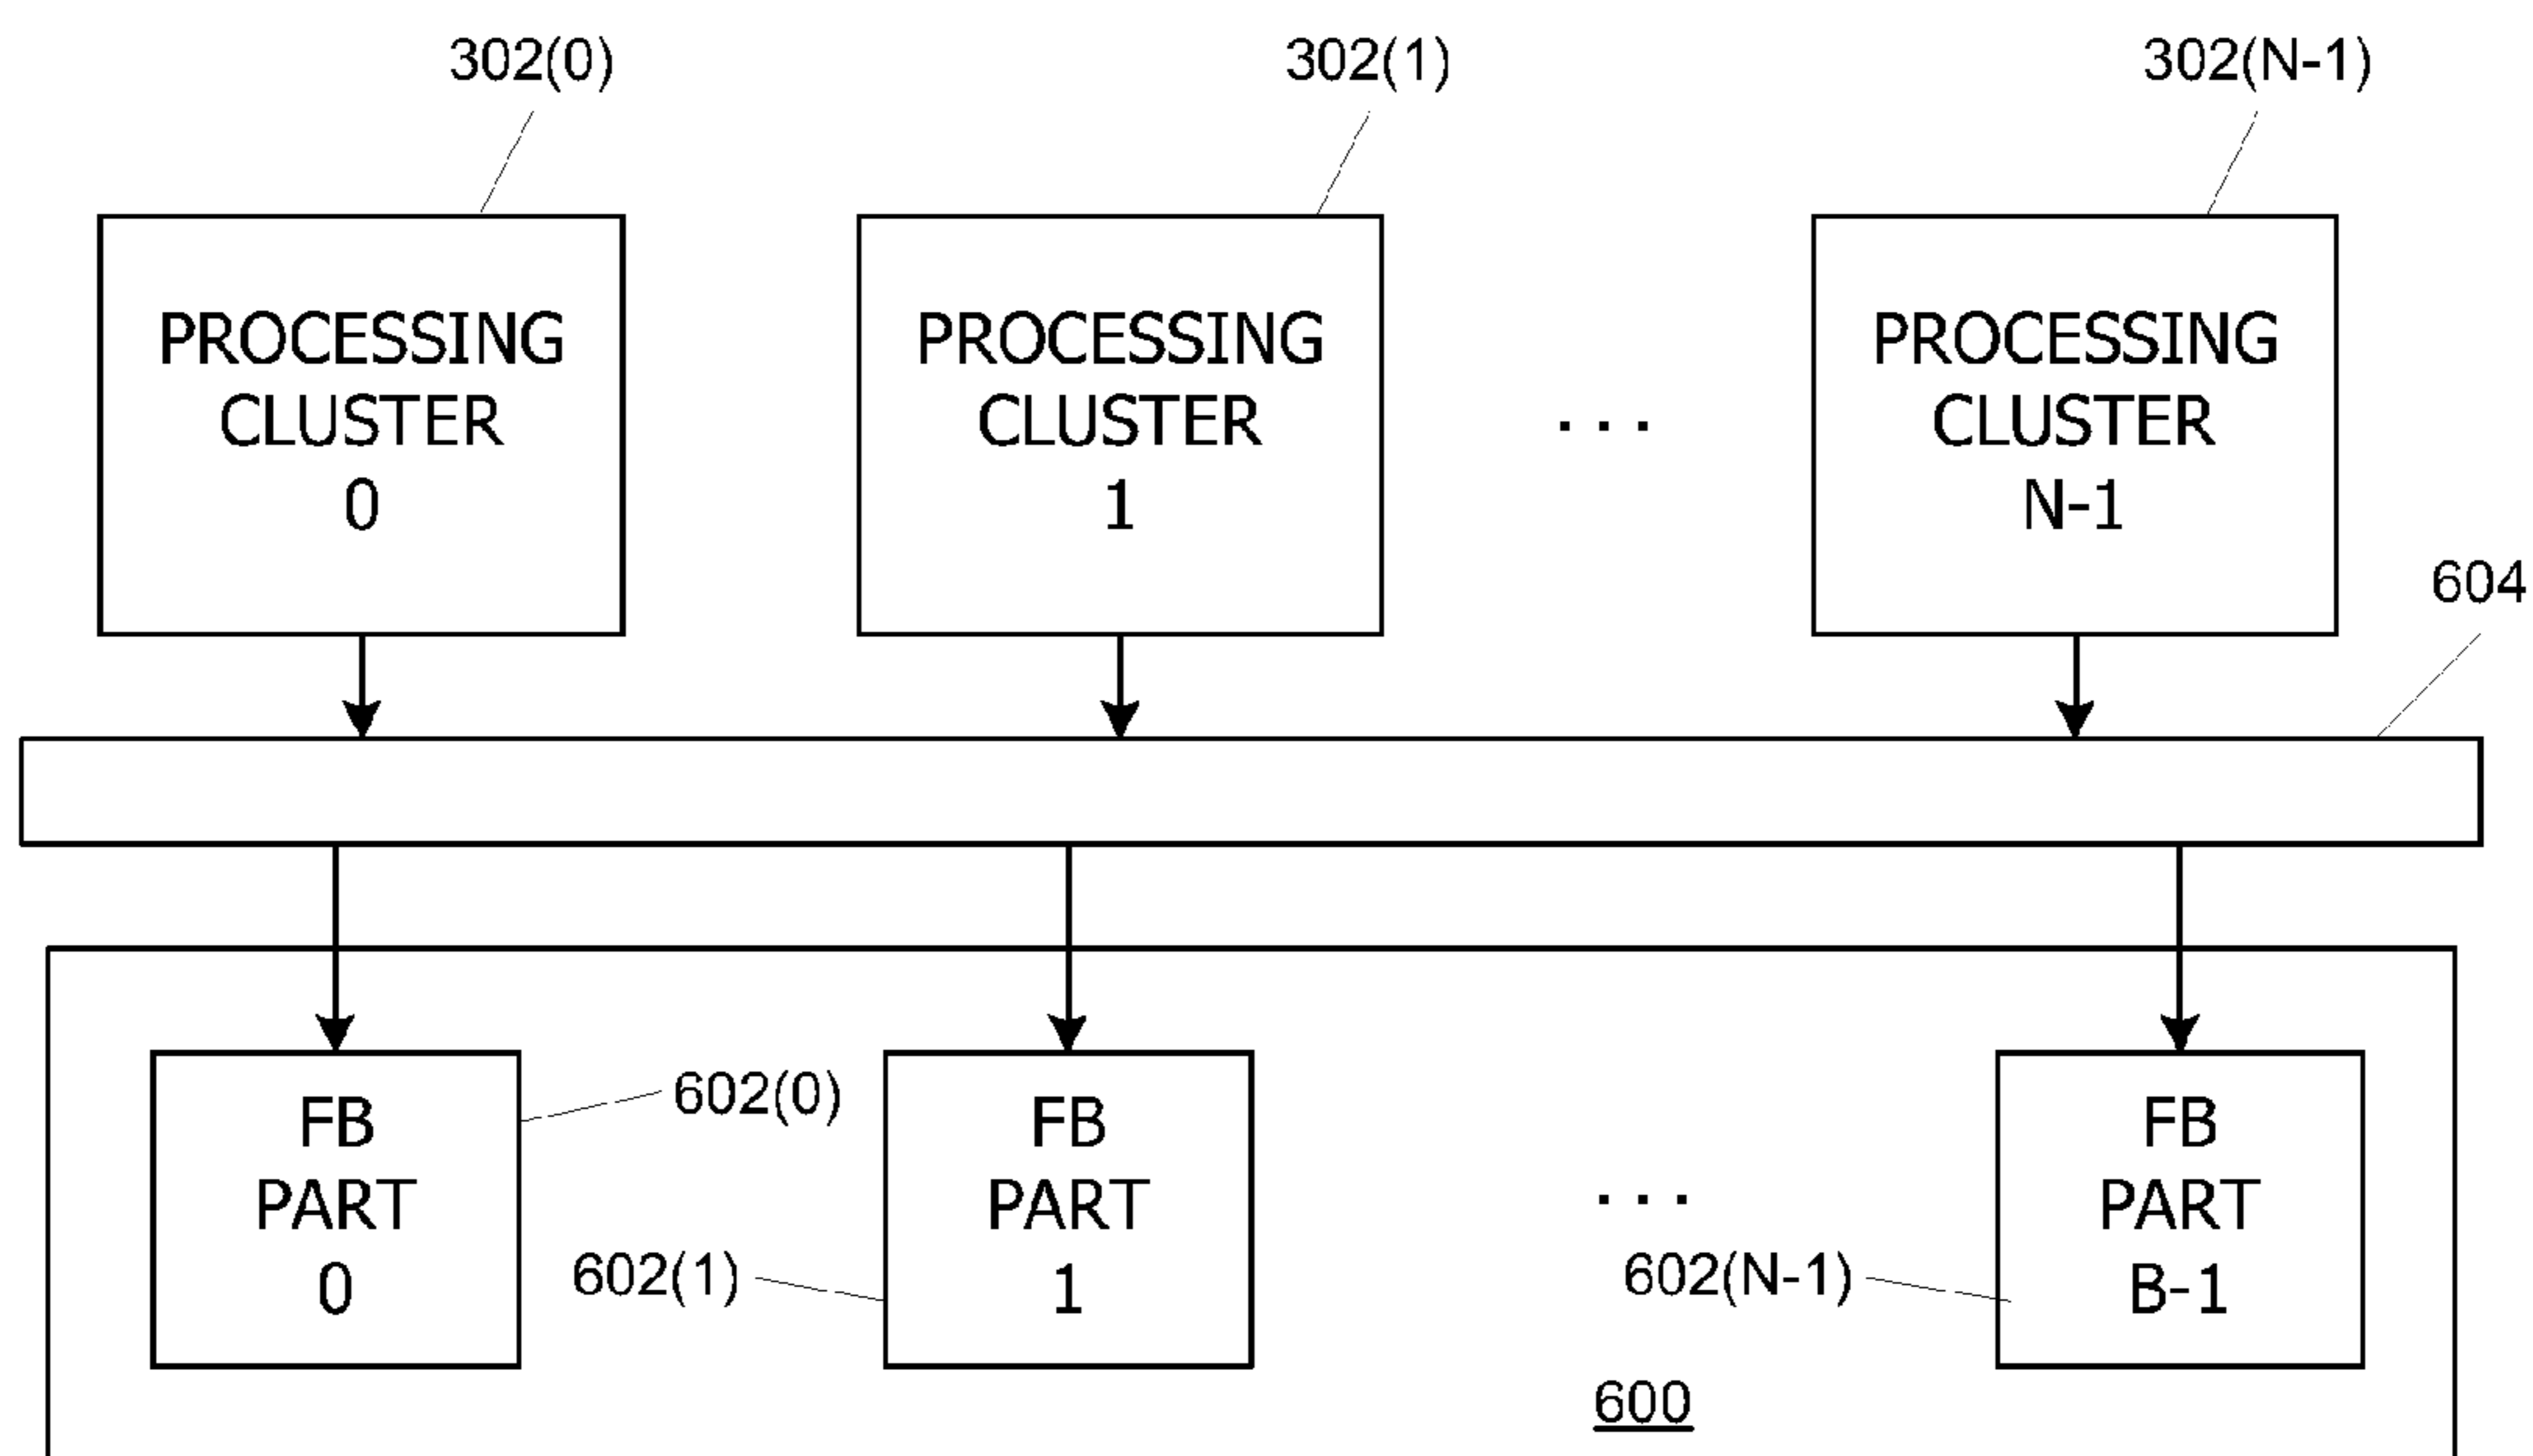 302(0)
302(1)
302(N-1)
PROCESSING
CLUSTER
0
PROCESSING
CLUSTER
1
. . .
PROCESSING
CLUSTER
N-1
604
FB
PART
0
602(0)
602(1)
FB
PART
1
. . .
602(N-1)
FB
PART
B-1
600